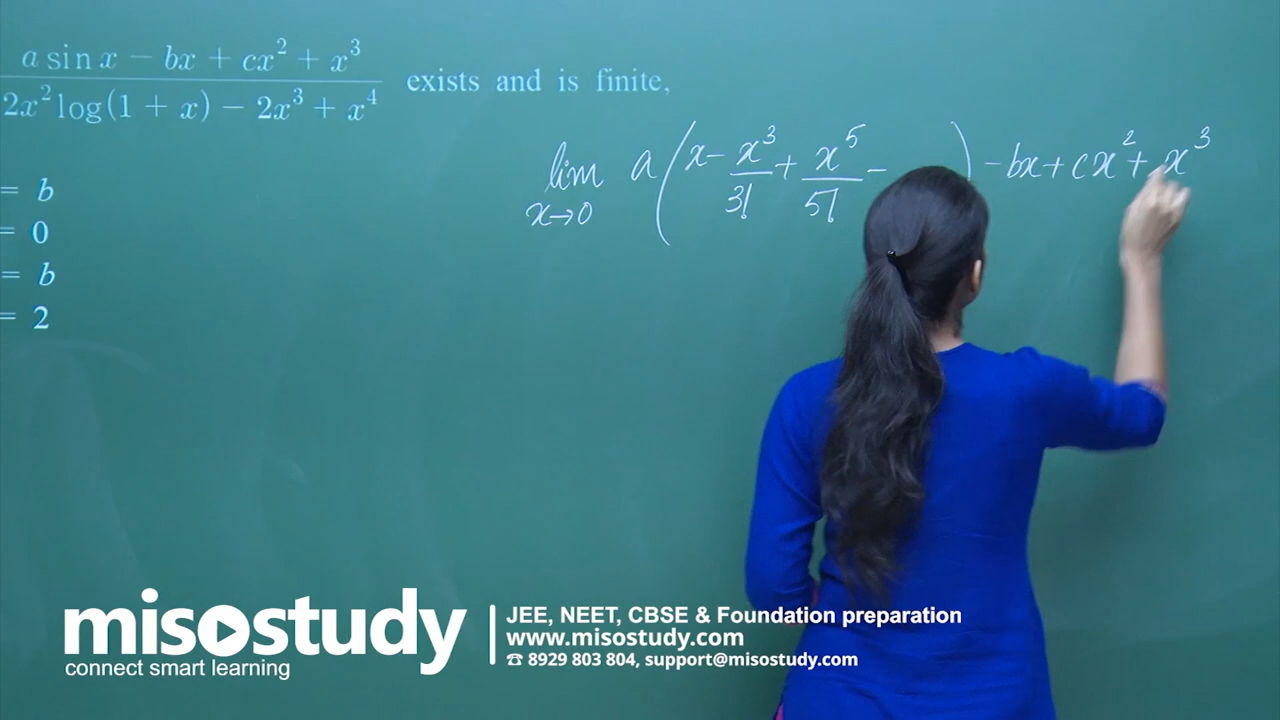 a sin x − bx + cx² + x³
2x² log(1 + x) − 2x³ + x⁴
exists and is finite,
lim x→0 a(x − x³/3! + x⁵/5! − ) − bx + cx² + x³
= b
= 0
= b
= 2
misostudy
connect smart learning
JEE, NEET, CBSE & Foundation preparation
www.misostudy.com
☎ 8929 803 804, support@misostudy.com